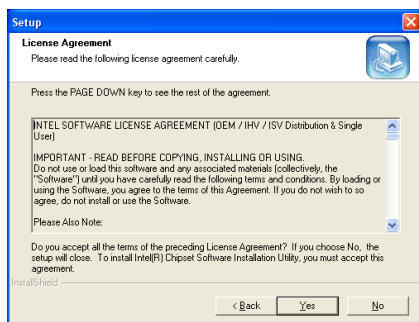 Setup
License Agreement
Please read the following license agreement carefully.
Press the PAGE DOWN key to see the rest of the agreement.
INTEL SOFTWARE LICENSE AGREEMENT (OEM / IHV / ISV Distribution & Single
User)
IMPORTANT - READ BEFORE COPYING, INSTALLING OR USING.
Do not use or load this software and any associated materials (collectively, the
"Software") until you have carefully read the following terms and conditions. By loading or
using the Software, you agree to the terms of this Agreement. If you do not wish to so
agree, do not install or use the Software.
Please Also Note:
Do you accept all the terms of the preceding License Agreement? If you choose No, the
setup will close. To install Intel(R) Chipset Software Installation Utility, you must accept this
agreement.
InstallShield
< Back Yes No